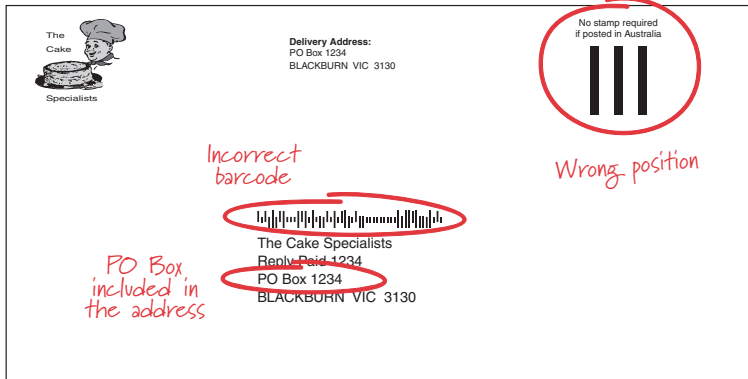 The
Cake
Specialists
Delivery Address:
PO Box 1234
BLACKBURN VIC 3130
No stamp required
if posted in Australia
Incorrect
barcode
Wrong position
The Cake Specialists
Reply Paid 1234
PO Box 1234
BLACKBURN VIC 3130
PO Box
included in
the address